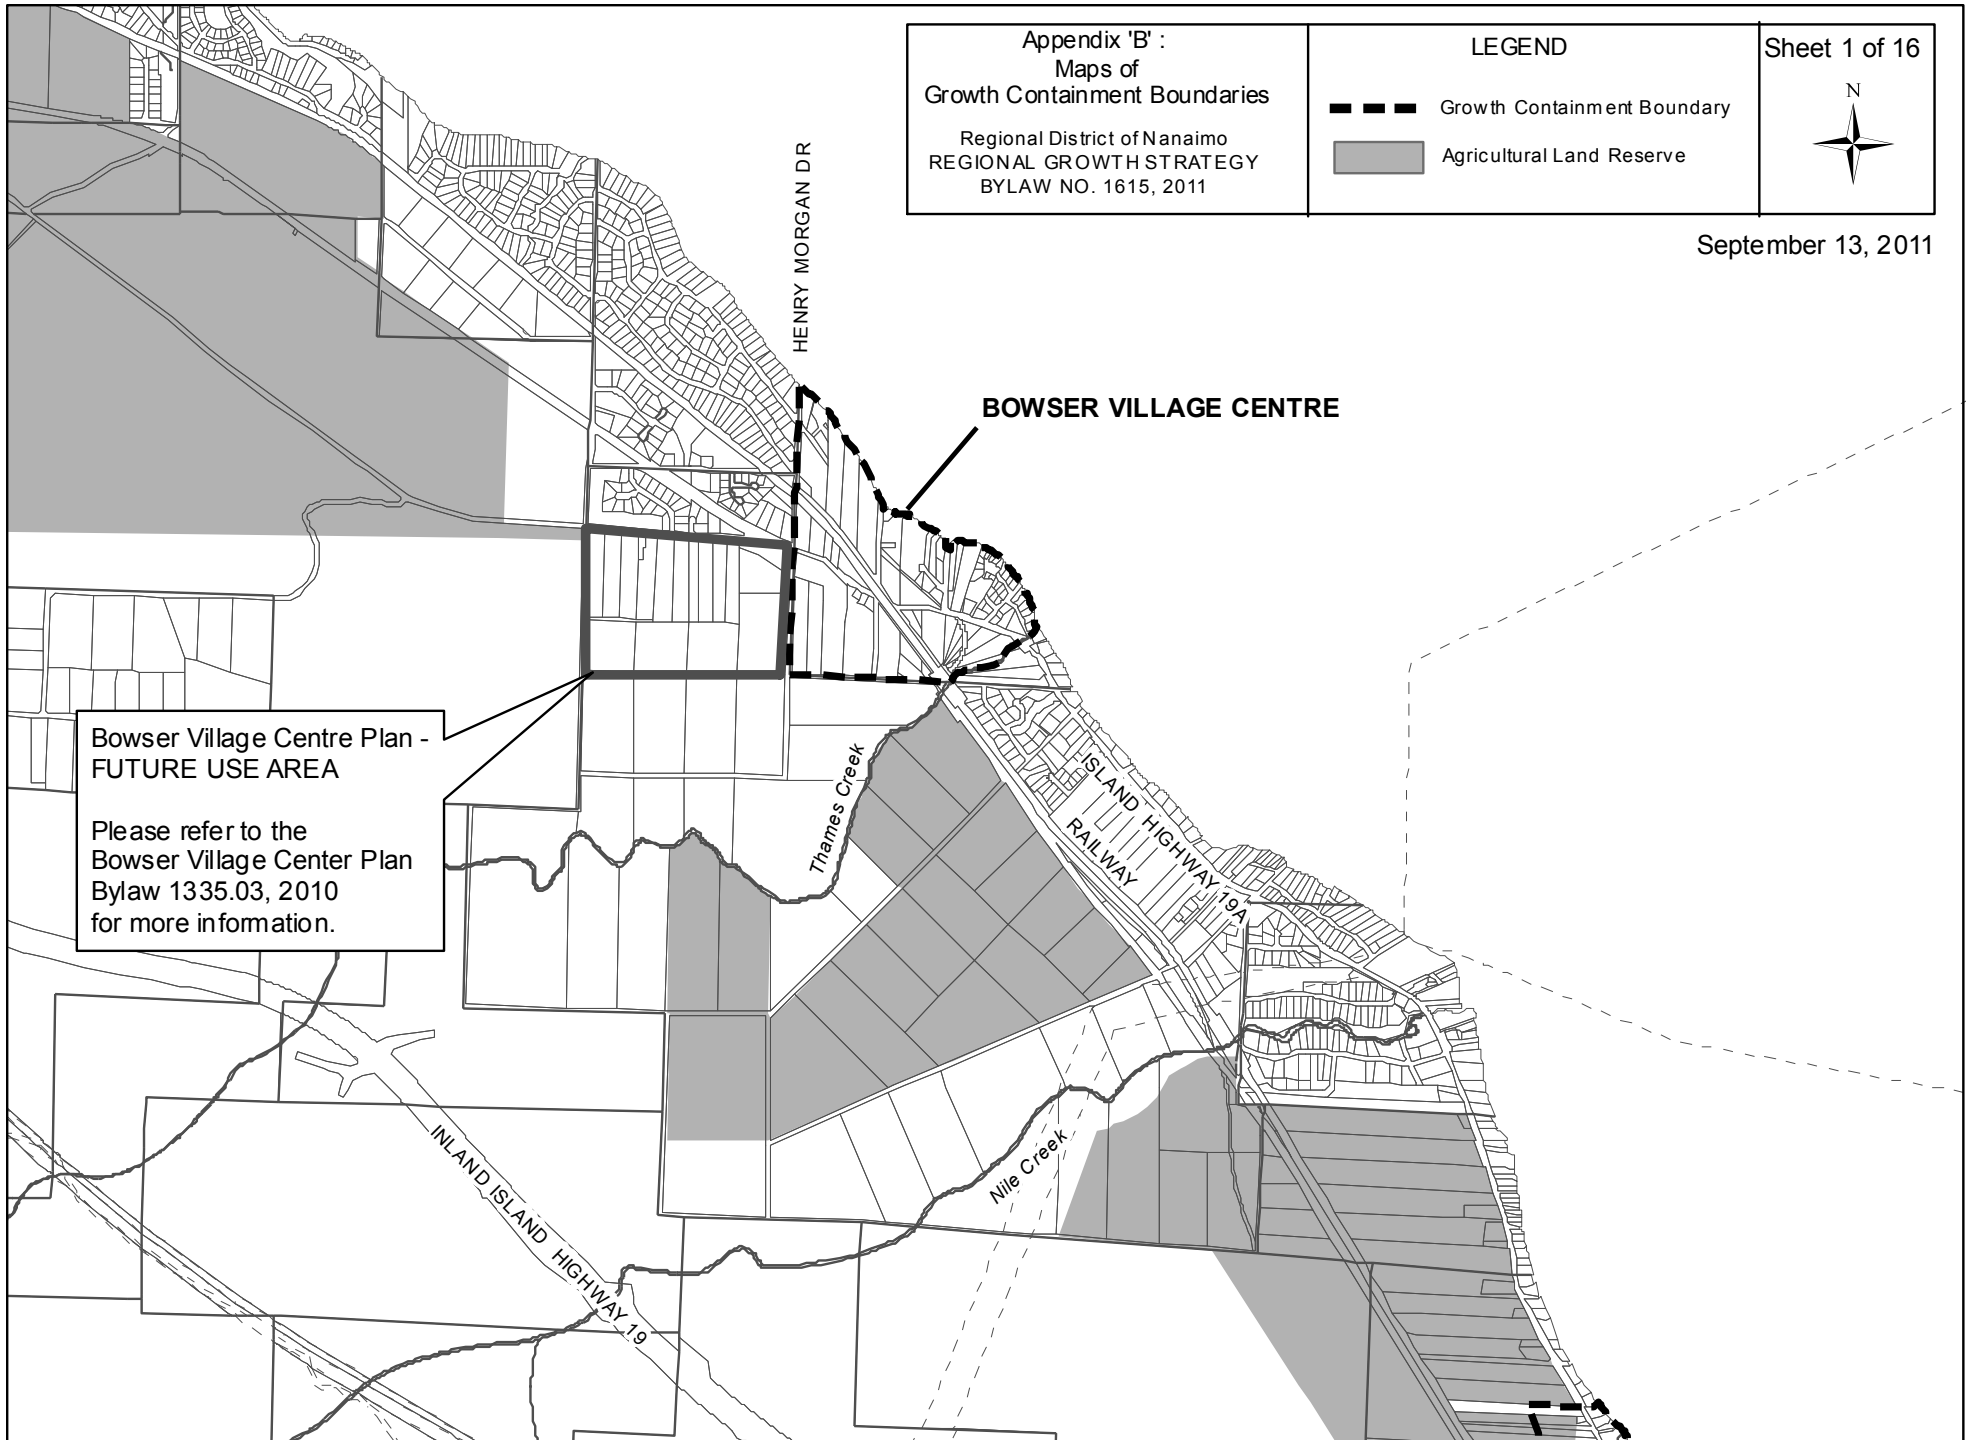 Appendix 'B' :
Maps of
Growth Containment Boundaries
Regional District of Nanaimo
REGIONAL GROWTH STRATEGY
BYLAW NO. 1615, 2011
LEGEND
Growth Containment Boundary
Agricultural Land Reserve
Sheet 1 of 16
N
September 13, 2011
HENRY MORGAN DR
BOWSER VILLAGE CENTRE
Bowser Village Centre Plan -
FUTURE USE AREA
Please refer to the
Bowser Village Center Plan
Bylaw 1335.03, 2010
for more information.
Thames Creek
ISLAND HIGHWAY 19A
RAILWAY
Nile Creek
INLAND ISLAND HIGHWAY 19